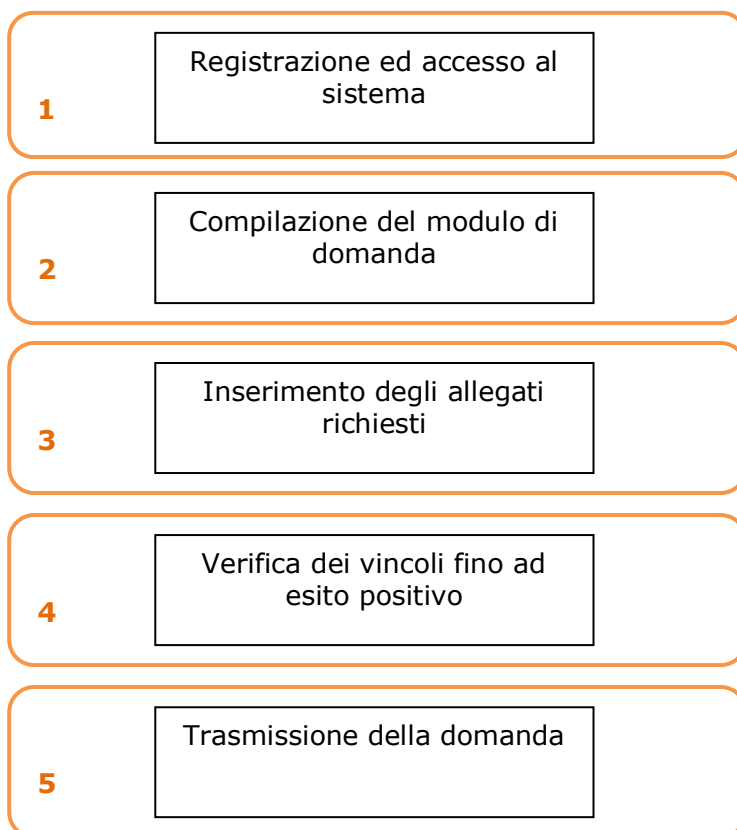 Registrazione ed accesso al
sistema
1
Compilazione del modulo di
domanda
2
Inserimento degli allegati
richiesti
3
Verifica dei vincoli fino ad
esito positivo
4
Trasmissione della domanda
5